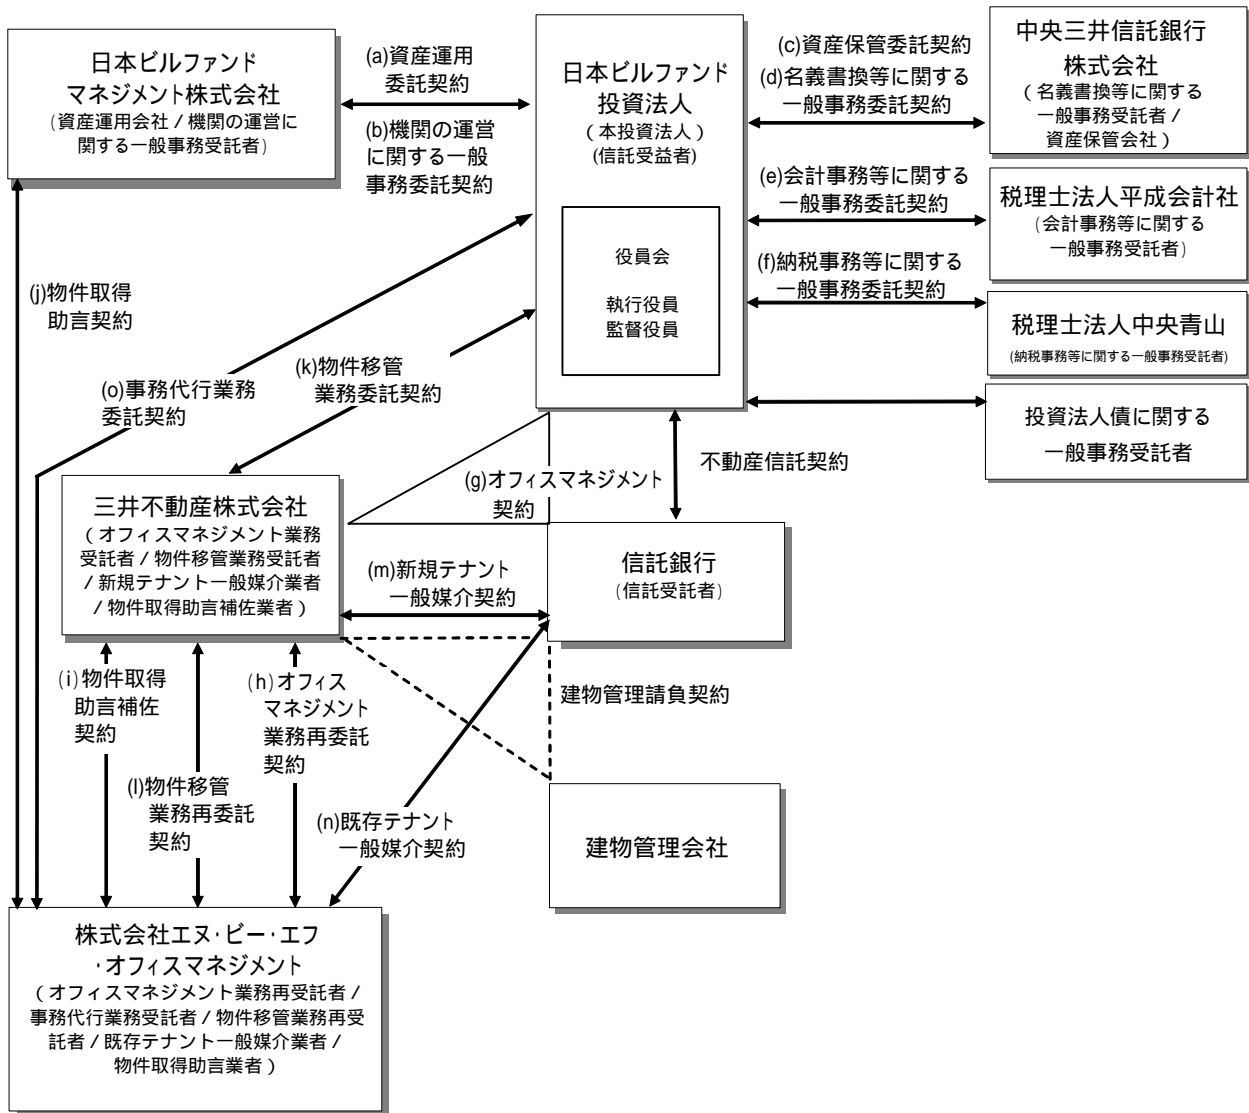 日本ビルファンド
マネジメント株式会社
(資産運用会社/機関の運営に
関する一般事務受託者)
(a)資産運用
委託契約
(b)機関の運営
に関する一般
事務委託契約
日本ビルファンド
投資法人
(本投資法人)
(信託受益者)
役員会
執行役員
監督役員
(c)資産保管委託契約
(d)名義書換等に関する
一般事務委託契約
中央三井信託銀行
株式会社
(名義書換等に関する
一般事務受託者/
資産保管会社)
(e)会計事務等に関する
一般事務委託契約
税理士法人平成会計社
(会計事務等に関する
一般事務受託者)
(f)納税事務等に関する
一般事務委託契約
税理士法人中央青山
(納税事務等に関する一般事務受託者)
投資法人債に関する
一般事務受託者
(j)物件取得
助言契約
(o)事務代行業務
委託契約
(k)物件移管
業務委託契約
(g)オフィスマネジメント
契約
不動産信託契約
三井不動産株式会社
(オフィスマネジメント業務
受託者/物件移管業務受託者
/新規テナント一般媒介業者
/物件取得助言補佐業者)
(m)新規テナント
一般媒介契約
信託銀行
(信託受託者)
(i)物件取得
助言補佐
契約
(l)物件移管
業務再委託
契約
(h)オフィス
マネジメント
業務再委託
契約
建物管理請負契約
(n)既存テナント
一般媒介契約
建物管理会社
株式会社エヌ・ビー・エフ
・オフィスマネジメント
(オフィスマネジメント業務再受託者/
事務代行業務受託者/物件移管業務再受
託者/既存テナント一般媒介業者/
物件取得助言業者)